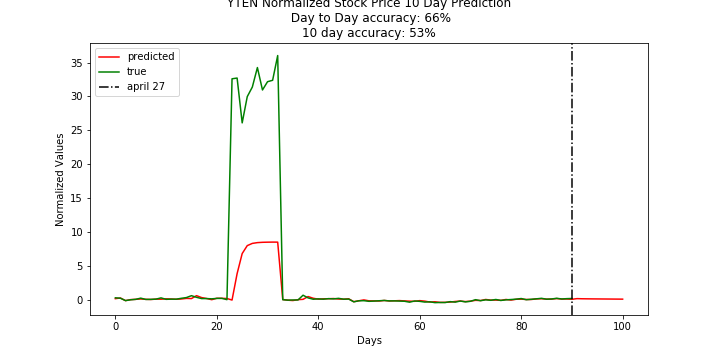 YTEN Normalized Stock Price 10 Day Prediction
Day to Day accuracy: 66%
10 day accuracy: 53%
predicted
true
april 27
Normalized Values
35
30
25
20
15
10
5
0
0 20 40 60 80 100
Days